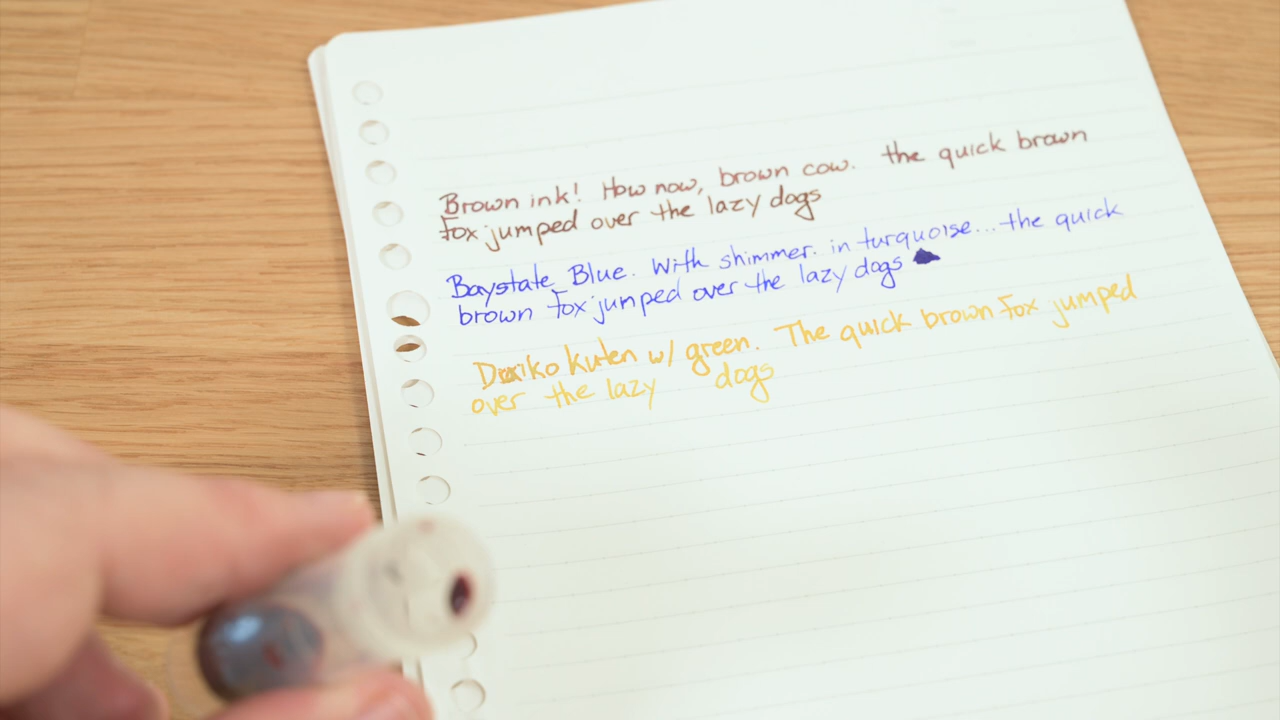 Brown ink! How now, brown cow. the quick brown
fox jumped over the lazy dogs
Baystate Blue. With shimmer. in turquoise...the quick
brown fox jumped over the lazy dogs
kuten w/ green. The quick brown fox jumped
over the lazy dogs